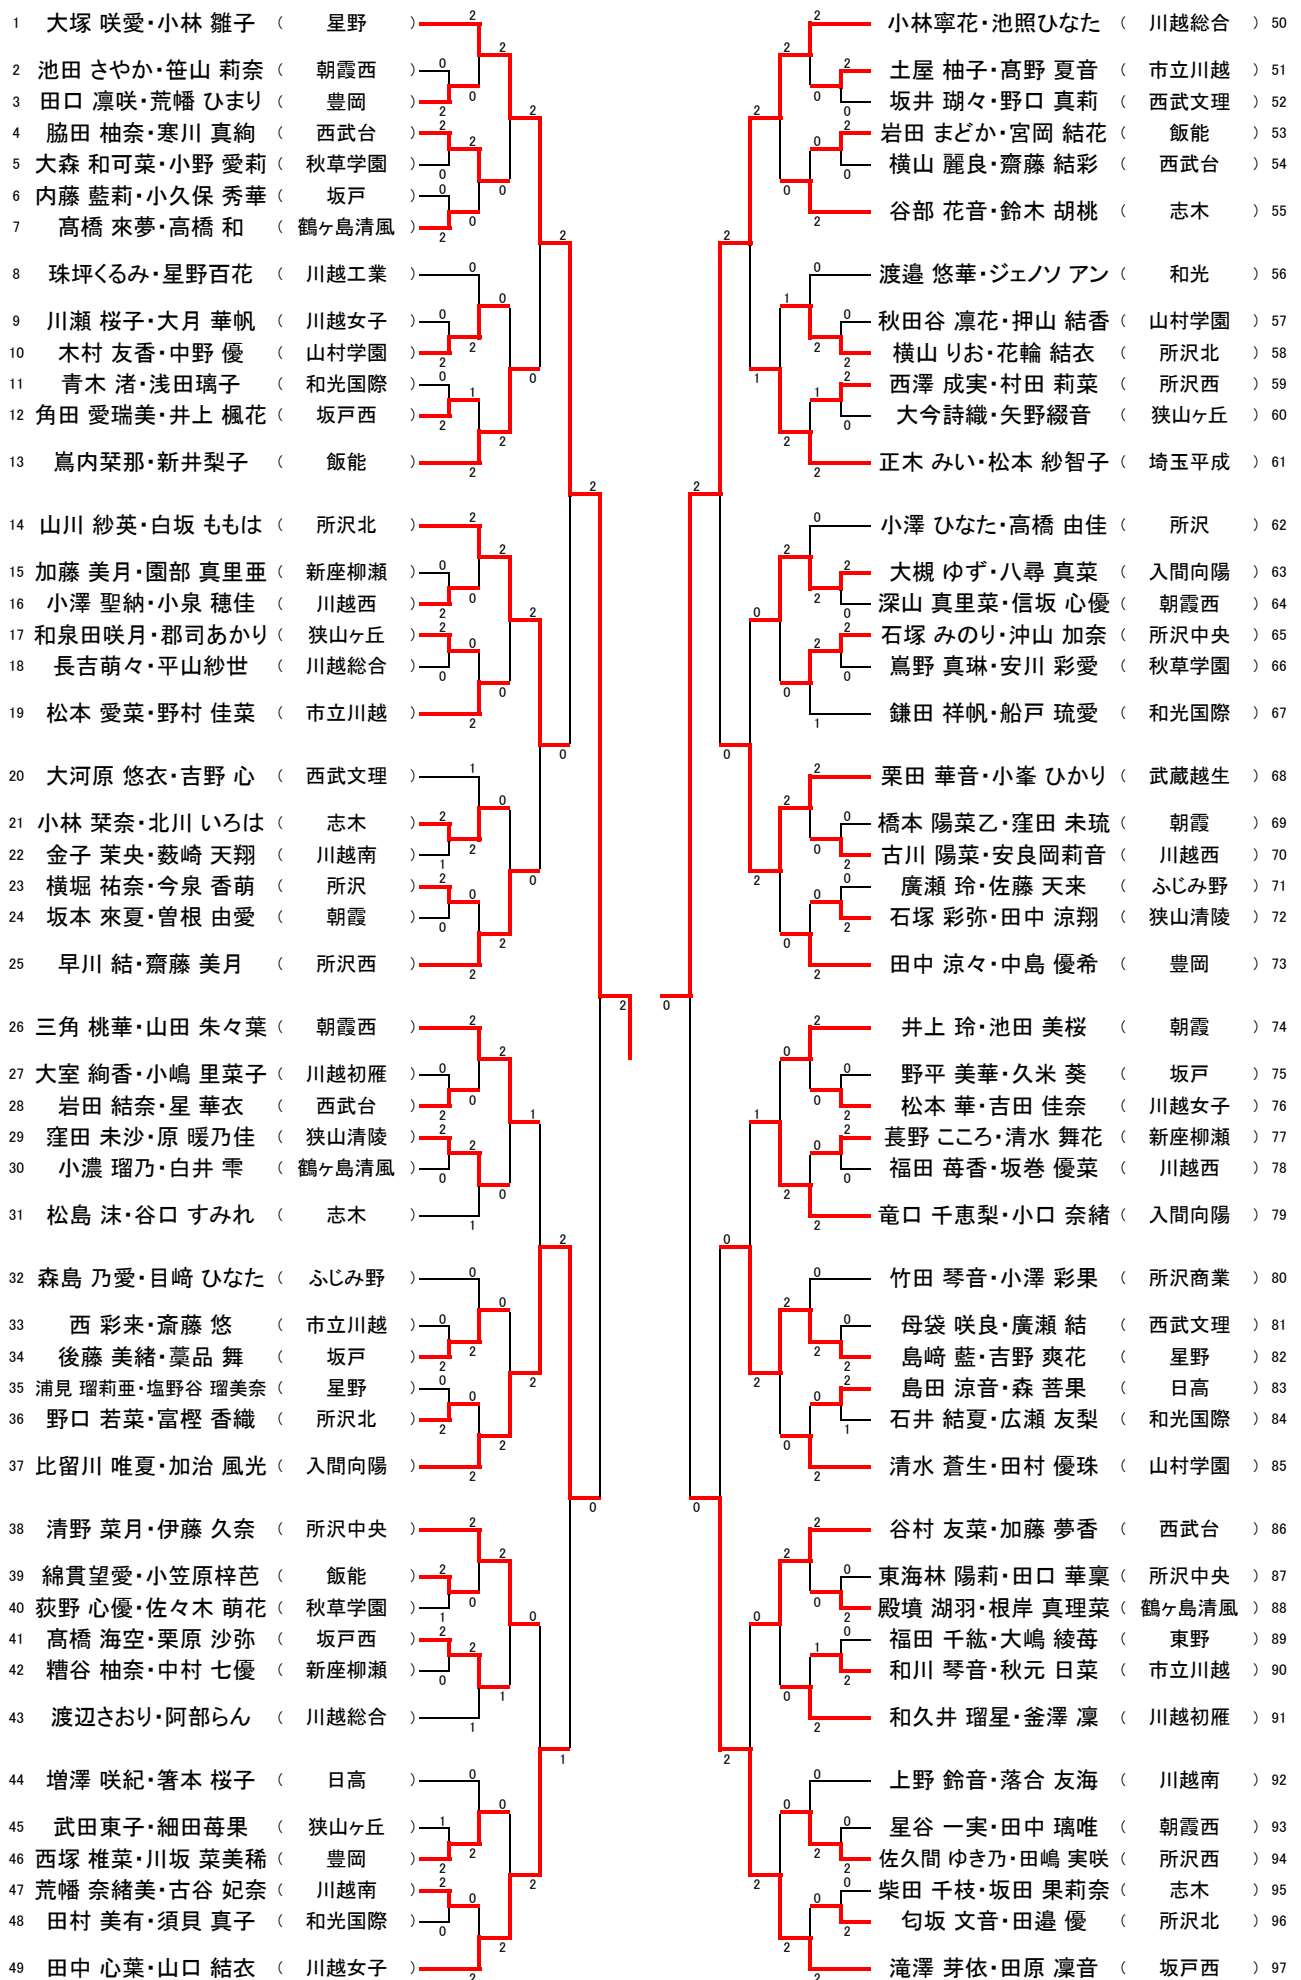 1 大塚 咲愛・小林 雛子 ( 星野 )
2 池田 さやか・笹山 莉奈 ( 朝霞西 )
3 田口 凛咲・荒幡 ひまり ( 豊岡 )
4 脇田 柚奈・寒川 真絢 ( 西武台 )
5 大森 和可菜・小野 愛莉 ( 秋草学園 )
6 内藤 藍莉・小久保 秀華 ( 坂戸 )
7 髙橋 來夢・高橋 和 ( 鶴ヶ島清風 )
8 珠坪くるみ・星野百花 ( 川越工業 )
9 川瀬 桜子・大月 華帆 ( 川越女子 )
10 木村 友香・中野 優 ( 山村学園 )
11 青木 渚・浅田璃子 ( 和光国際 )
12 角田 愛瑞美・井上 楓花 ( 坂戸西 )
13 嶌内栞那・新井梨子 ( 飯能 )
14 山川 紗英・白坂 ももは ( 所沢北 )
15 加藤 美月・園部 真里亜 ( 新座柳瀬 )
16 小澤 聖納・小泉 穂佳 ( 川越西 )
17 和泉田咲月・郡司あかり ( 狭山ヶ丘 )
18 長吉萌々・平山紗世 ( 川越総合 )
19 松本 愛菜・野村 佳菜 ( 市立川越 )
20 大河原 悠衣・吉野 心 ( 西武文理 )
21 小林 栞奈・北川 いろは ( 志木 )
22 金子 茉央・薮崎 天翔 ( 川越南 )
23 横堀 祐奈・今泉 香萌 ( 所沢 )
24 坂本 來夏・曽根 由愛 ( 朝霞 )
25 早川 結・齋藤 美月 ( 所沢西 )
26 三角 桃華・山田 朱々葉 ( 朝霞西 )
27 大室 絢香・小嶋 里菜子 ( 川越初雁 )
28 岩田 結奈・星 華衣 ( 西武台 )
29 窪田 未沙・原 暖乃佳 ( 狭山清陵 )
30 小濃 瑠乃・白井 雫 ( 鶴ヶ島清風 )
31 松島 沫・谷口 すみれ ( 志木 )
32 森島 乃愛・目﨑 ひなた ( ふじみ野 )
33 西 彩来・斎藤 悠 ( 市立川越 )
34 後藤 美緒・藁品 舞 ( 坂戸 )
35 浦見 瑠莉亜・塩野谷 瑠美奈 ( 星野 )
36 野口 若菜・富樫 香織 ( 所沢北 )
37 比留川 唯夏・加治 風光 ( 入間向陽 )
38 清野 菜月・伊藤 久奈 ( 所沢中央 )
39 綿貫望愛・小笠原梓芭 ( 飯能 )
40 荻野 心優・佐々木 萌花 ( 秋草学園 )
41 髙橋 海空・栗原 沙弥 ( 坂戸西 )
42 糟谷 柚奈・中村 七優 ( 新座柳瀬 )
43 渡辺さおり・阿部らん ( 川越総合 )
44 増澤 咲紀・箸本 桜子 ( 日高 )
45 武田東子・細田苺果 ( 狭山ヶ丘 )
46 西塚 椎菜・川坂 菜美稀 ( 豊岡 )
47 荒幡 奈緒美・古谷 妃奈 ( 川越南 )
48 田村 美有・須貝 真子 ( 和光国際 )
49 田中 心葉・山口 結衣 ( 川越女子 )
小林寧花・池照ひなた ( 川越総合 ) 50
土屋 柚子・髙野 夏音 ( 市立川越 ) 51
坂井 瑚々・野口 真莉 ( 西武文理 ) 52
岩田 まどか・宮岡 結花 ( 飯能 ) 53
横山 麗良・齋藤 結彩 ( 西武台 ) 54
谷部 花音・鈴木 胡桃 ( 志木 ) 55
渡邉 悠華・ジェノソ アン ( 和光 ) 56
秋田谷 凛花・押山 結香 ( 山村学園 ) 57
横山 りお・花輪 結衣 ( 所沢北 ) 58
西澤 成実・村田 莉菜 ( 所沢西 ) 59
大今詩織・矢野綴音 ( 狭山ヶ丘 ) 60
正木 みい・松本 紗智子 ( 埼玉平成 ) 61
小澤 ひなた・高橋 由佳 ( 所沢 ) 62
大槻 ゆず・八尋 真菜 ( 入間向陽 ) 63
深山 真里菜・信坂 心優 ( 朝霞西 ) 64
石塚 みのり・沖山 加奈 ( 所沢中央 ) 65
嶌野 真琳・安川 彩愛 ( 秋草学園 ) 66
鎌田 祥帆・船戸 琉愛 ( 和光国際 ) 67
栗田 華音・小峯 ひかり ( 武蔵越生 ) 68
橋本 陽菜乙・窪田 未琉 ( 朝霞 ) 69
古川 陽菜・安良岡莉音 ( 川越西 ) 70
廣瀬 玲・佐藤 天来 ( ふじみ野 ) 71
石塚 彩弥・田中 涼翔 ( 狭山清陵 ) 72
田中 涼々・中島 優希 ( 豊岡 ) 73
井上 玲・池田 美桜 ( 朝霞 ) 74
野平 美華・久米 葵 ( 坂戸 ) 75
松本 華・吉田 佳奈 ( 川越女子 ) 76
萇野 こころ・清水 舞花 ( 新座柳瀬 ) 77
福田 苺香・坂巻 優菜 ( 川越西 ) 78
竜口 千恵梨・小口 奈緒 ( 入間向陽 ) 79
竹田 琴音・小澤 彩果 ( 所沢商業 ) 80
母袋 咲良・廣瀬 結 ( 西武文理 ) 81
島﨑 藍・吉野 爽花 ( 星野 ) 82
島田 涼音・森 菩果 ( 日高 ) 83
石井 結夏・広瀬 友梨 ( 和光国際 ) 84
清水 蒼生・田村 優珠 ( 山村学園 ) 85
谷村 友菜・加藤 夢香 ( 西武台 ) 86
東海林 陽莉・田口 華稟 ( 所沢中央 ) 87
殿墳 湖羽・根岸 真理菜 ( 鶴ヶ島清風 ) 88
福田 千紘・大嶋 綾苺 ( 東野 ) 89
和川 琴音・秋元 日菜 ( 市立川越 ) 90
和久井 瑠星・釜澤 凜 ( 川越初雁 ) 91
上野 鈴音・落合 友海 ( 川越南 ) 92
星谷 一実・田中 璃唯 ( 朝霞西 ) 93
佐久間 ゆき乃・田嶋 実咲 ( 所沢西 ) 94
柴田 千枝・坂田 果莉奈 ( 志木 ) 95
匂坂 文音・田邉 優 ( 所沢北 ) 96
滝澤 芽依・田原 凜音 ( 坂戸西 ) 97